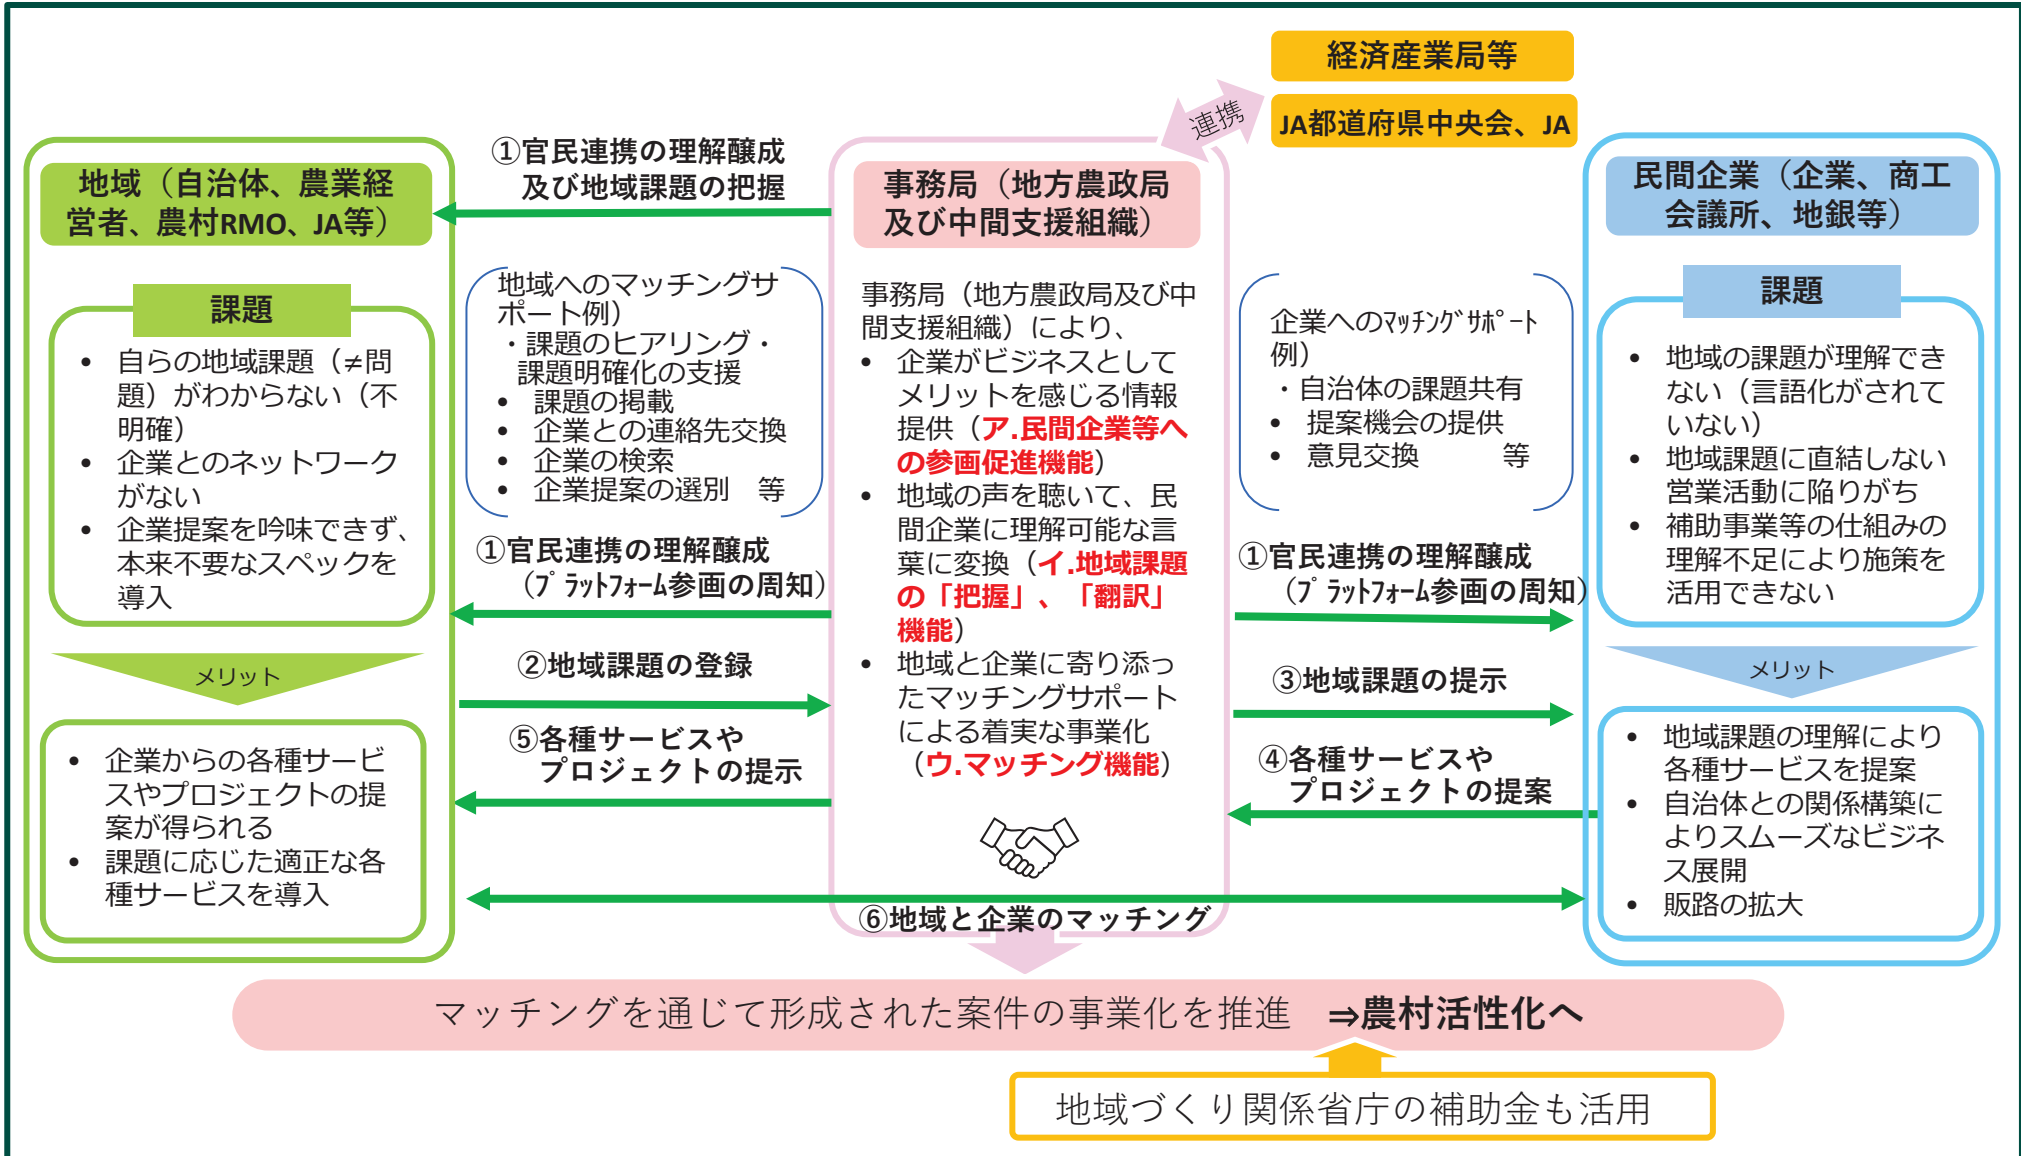 経済産業局等
JA都道府県中央会、JA
連携
地域（自治体、農業経
営者、農村RMO、JA等）
課題
• 自らの地域課題（≠問
題）がわからない（不
明確）
• 企業とのネットワーク
がない
• 企業提案を吟味できず、
本来不要なスペックを
導入
メリット
• 企業からの各種サービ
スやプロジェクトの提
案が得られる
• 課題に応じた適正な各
種サービスを導入
①官民連携の理解醸成
及び地域課題の把握
地域へのマッチングサ
ポート例）
・課題のヒアリング・
課題明確化の支援
• 課題の掲載
• 企業との連絡先交換
• 企業の検索
• 企業提案の選別　等
①官民連携の理解醸成
（ﾌﾟﾗｯﾄﾌｫｰﾑ参画の周知）
②地域課題の登録
⑤各種サービスや
プロジェクトの提示
事務局（地方農政局
及び中間支援組織）
事務局（地方農政局及び中
間支援組織）により、
• 企業がビジネスとして
メリットを感じる情報
提供（ア.民間企業等へ
の参画促進機能）
• 地域の声を聴いて、民
間企業に理解可能な言
葉に変換（イ.地域課題
の「把握」、「翻訳」
機能）
• 地域と企業に寄り添っ
たマッチングサポート
による着実な事業化
（ウ.マッチング機能）
⑥地域と企業のマッチング
企業へのﾏｯﾁﾝｸﾞｻﾎﾟｰﾄ
例）
・自治体の課題共有
• 提案機会の提供
• 意見交換　　　等
①官民連携の理解醸成
（ﾌﾟﾗｯﾄﾌｫｰﾑ参画の周知）
③地域課題の提示
④各種サービスや
プロジェクトの提案
民間企業（企業、商工
会議所、地銀等）
課題
• 地域の課題が理解でき
ない（言語化がされて
いない）
• 地域課題に直結しない
営業活動に陥りがち
• 補助事業等の仕組みの
理解不足により施策を
活用できない
メリット
• 地域課題の理解により
各種サービスを提案
• 自治体との関係構築に
よりスムーズなビジネ
ス展開
• 販路の拡大
マッチングを通じて形成された案件の事業化を推進　⇒農村活性化へ
地域づくり関係省庁の補助金も活用